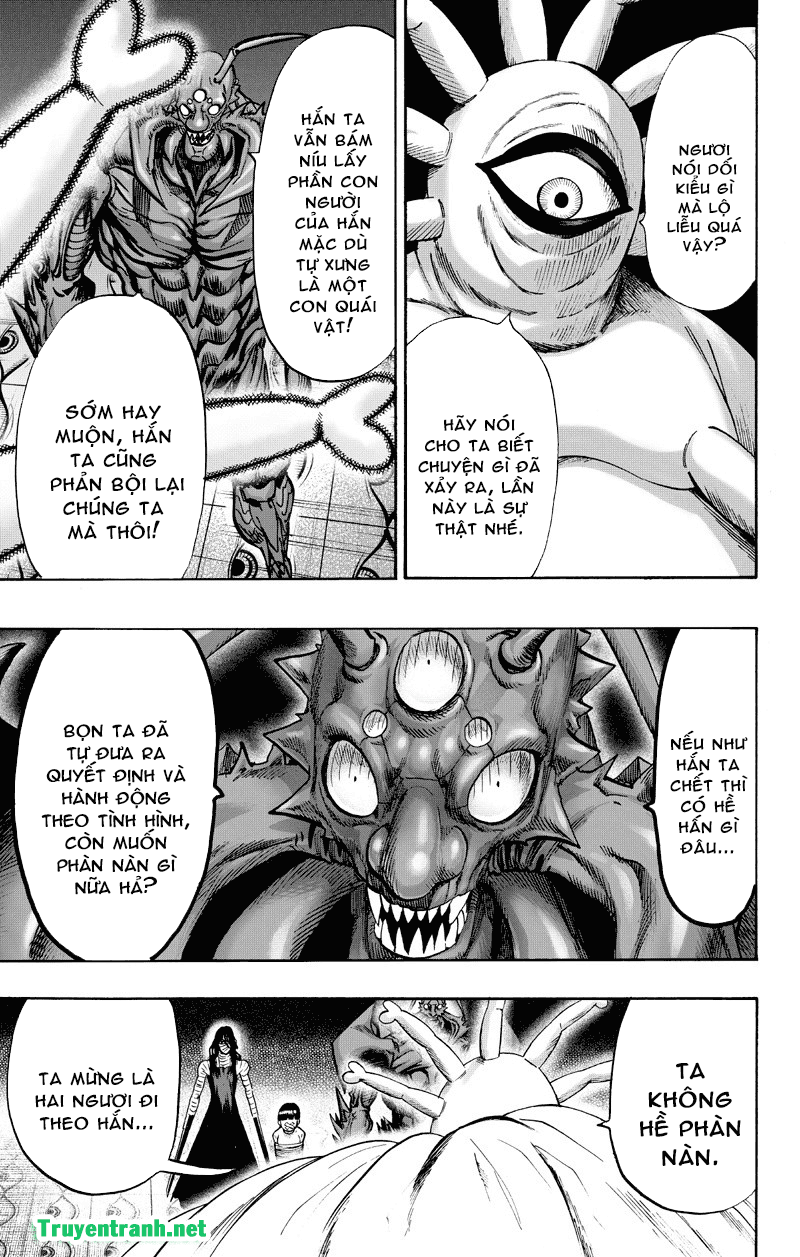 NGƯƠI
NÓI DỐI
KIỂU GÌ
MÀ LỘ
LIỄU QUÁ
VẬY?
HÃY NÓI
CHO TA BIẾT
CHUYỆN GÌ ĐÃ
XẢY RA, LẦN
NÀY LÀ SỰ
THẬT NHÉ.
HẮN TA
VẪN BÁM
NÍU LẤY
PHẦN CON
NGƯỜI
CỦA HẮN
MẶC DÙ
TỰ XƯNG
LÀ MỘT
CON QUÁI
VẬT!
SỚM HAY
MUỘN, HẮN
TA CŨNG
PHẢN BỘI LẠI
CHÚNG TA
MÀ THÔI!
NẾU NHƯ
HẮN TA
CHẾT THÌ
CÓ HỀ
HẤN GÌ
ĐÂU...
BỌN TA ĐÃ
TỰ ĐƯA RA
QUYẾT ĐỊNH VÀ
HÀNH ĐỘNG
THEO TÌNH HÌNH,
CÒN MUỐN
PHÀN NÀN GÌ
NỮA HẢ?
TA
KHÔNG
HỀ PHÀN
NÀN.
TA MỪNG LÀ
HAI NGƯƠI ĐI
THEO HẮN...
Truyentranh.net